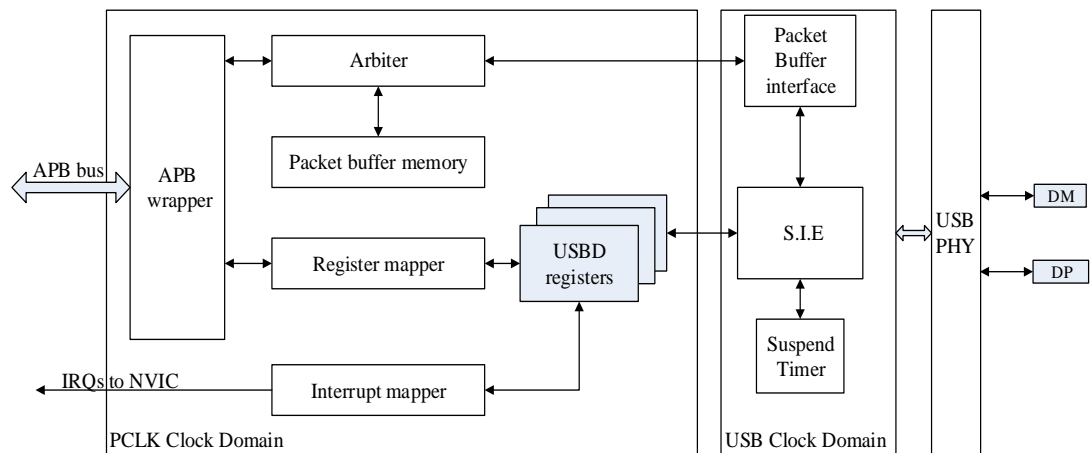 Packet
Buffer
interface
Arbiter
Packet buffer memory
APB bus
APB
wrapper
DM
USB
PHY
S.I.E
USBD
registers
Register mapper
DP
Suspend
Timer
IRQs to NVIC
Interrupt mapper
PCLK Clock Domain
USB Clock Domain